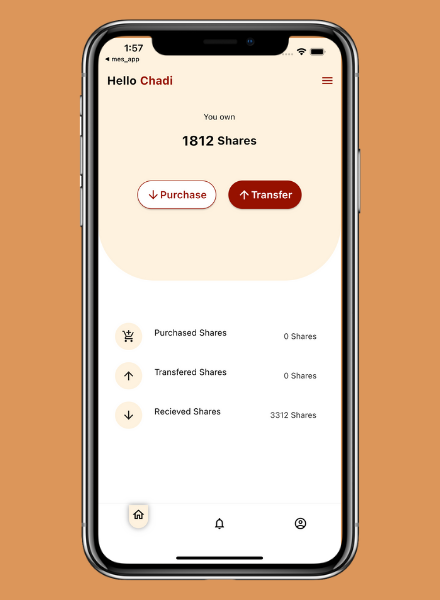 1:57
◀ mes_app
Hello Chadi
You own
1812 Shares
Purchase
Transfer
Purchased Shares
0 Shares
Transfered Shares
0 Shares
Recieved Shares
3312 Shares